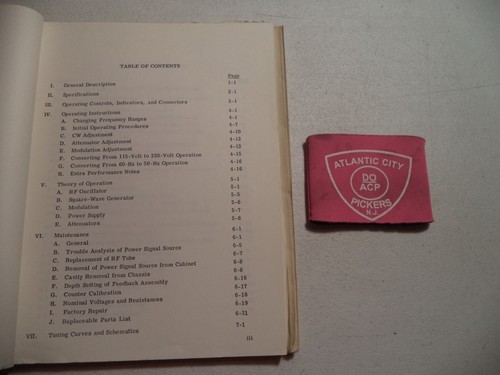 TABLE OF CONTENTS
Page
I. General Description 1-1
II. Specifications 2-1
III. Operating Controls, Indicators, and Connectors 3-1
IV. Operating Instructions 4-1
A. Changing Frequency Ranges 4-1
B. Initial Operating Procedures 4-7
C. CW Adjustment 4-10
D. Attenuator Adjustment 4-12
E. Modulation Adjustment 4-13
F. Converting From 115-Volt to 230-Volt Operation 4-15
G. Converting From 60-Hz to 50-Hz Operation 4-16
H. Extra Performance Notes 4-16
V. Theory of Operation 5-1
A. RF Oscillator 5-1
B. Square-Wave Generator 5-3
C. Modulation 5-6
D. Power Supply 5-7
E. Attenuators 5-8
VI. Maintenance 6-1
A. General 6-1
B. Trouble Analysis of Power Signal Source 6-5
C. Replacement of RF Tube 6-7
D. Removal of Power Signal Source from Cabinet 6-8
E. Cavity Removal from Chassis 6-8
F. Depth Setting of Feedback Assembly 6-16
G. Counter Calibration 6-17
H. Nominal Voltages and Resistances 6-18
I. Factory Repair 6-19
J. Replaceable Parts List 6-21
VII. Tuning Curves and Schematics 7-1
iii
ATLANTIC CITY
DO
ACP
PICKERS
N.J.